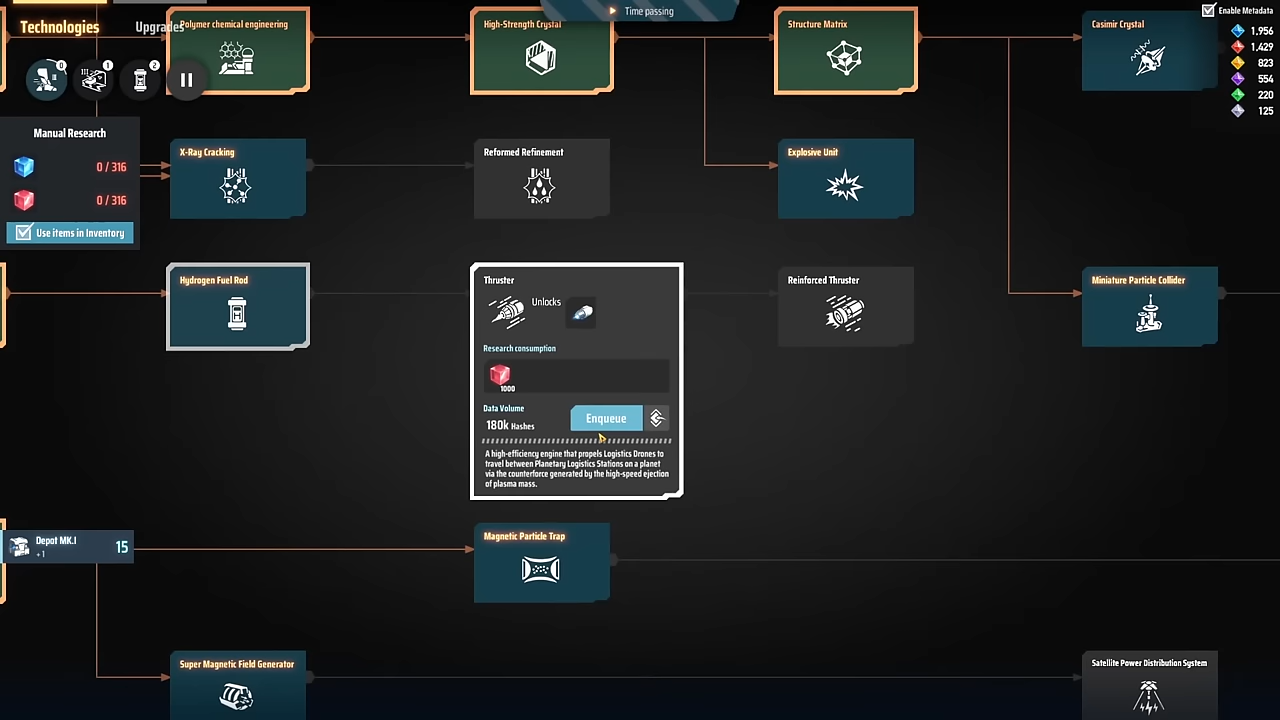 Time passing
Enable Metadata
Technologies
Upgrades
Polymer chemical engineering
High-Strength Crystal
Structure Matrix
Casimir Crystal
1.956
1.429
823
554
220
125
0
1
2
Manual Research
0 / 316
0 / 316
Use items in Inventory
X-Ray Cracking
Reformed Refinement
Explosive Unit
Hydrogen Fuel Rod
Thruster
Unlocks
Research consumption
1000
Data Volume
180k Hashes
Enqueue
A high-efficiency engine that propels Logistics Drones to
travel between Planetary Logistics Stations on a planet
via the counterforce generated by the high-speed ejection
of plasma mass.
Reinforced Thruster
Miniature Particle Collider
Depot MK.I
+1
15
Magnetic Particle Trap
Super Magnetic Field Generator
Satellite Power Distribution System